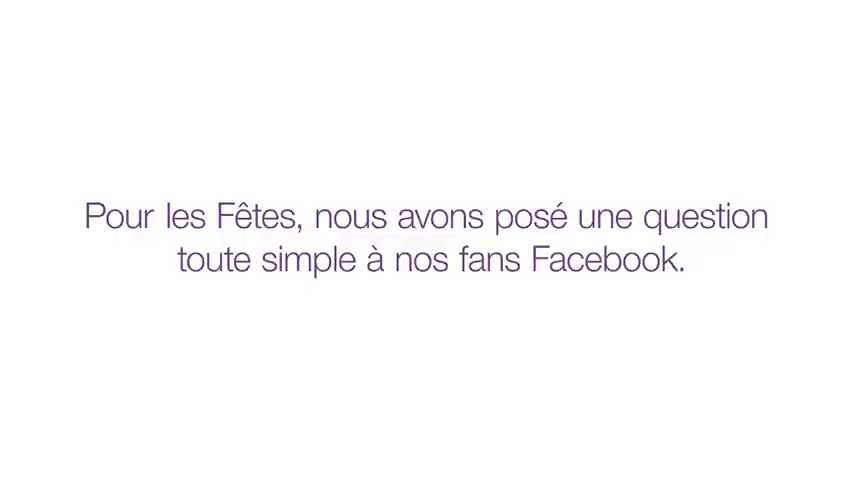 Pour les Fêtes, nous avons posé une question
toute simple à nos fans Facebook.